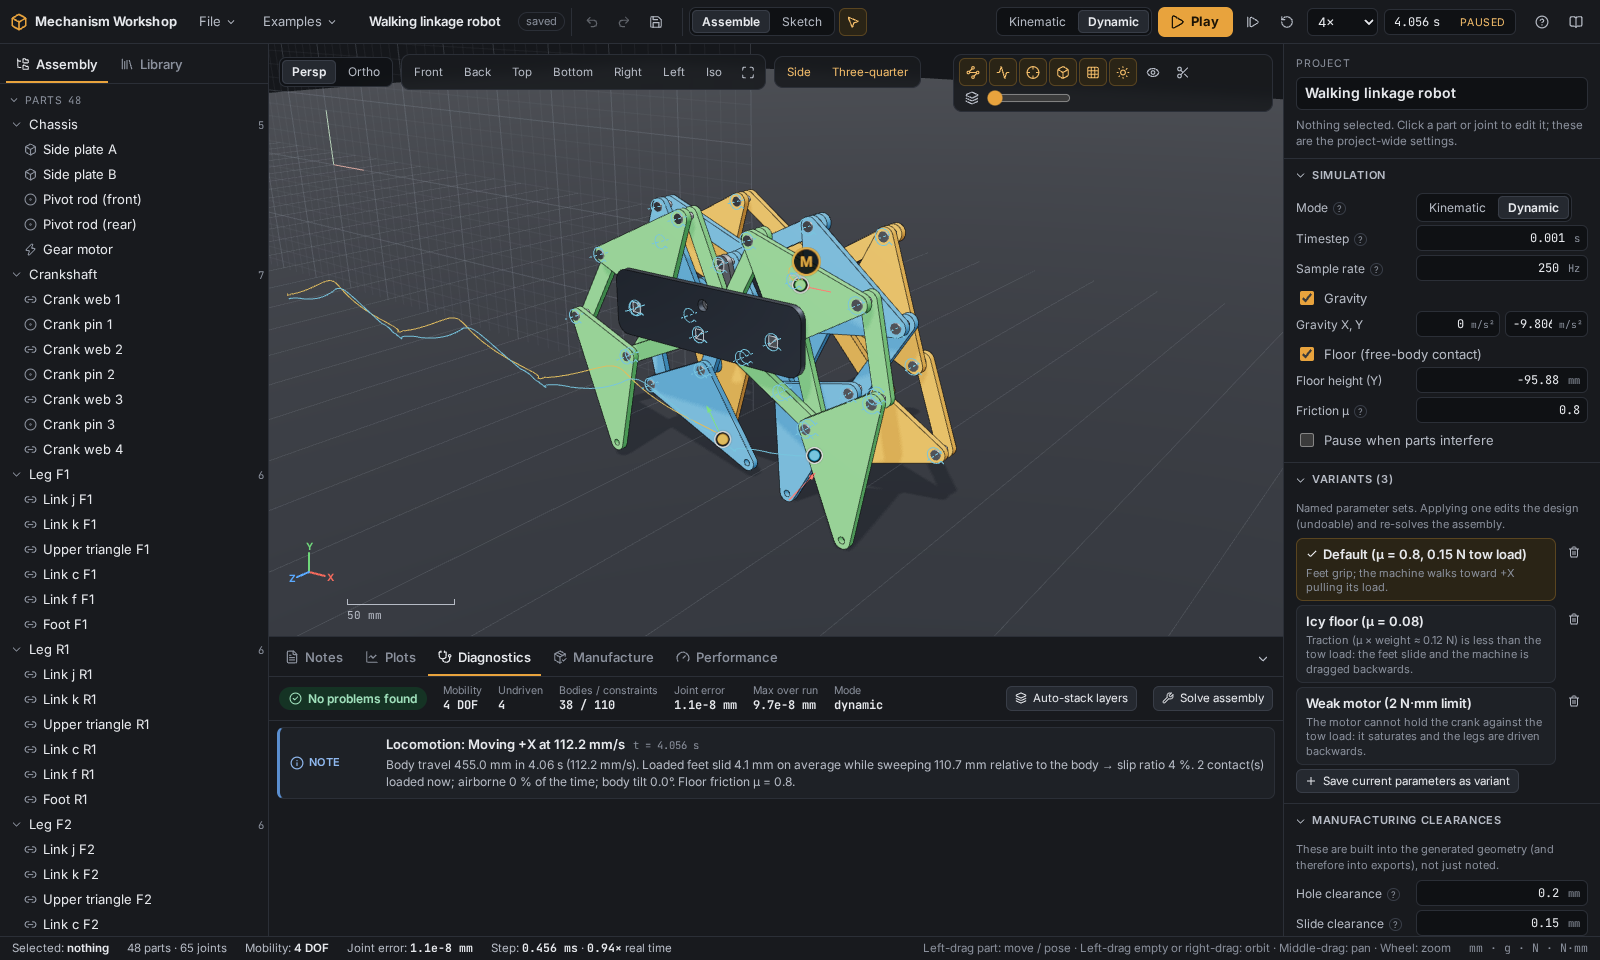 Mechanism Workshop File Examples Walking linkage robot saved Assemble Sketch Kinematic Dynamic Play 4× 4.056 s PAUSED
Assembly Library
PARTS 48
Chassis 5
Side plate A
Side plate B
Pivot rod (front)
Pivot rod (rear)
Gear motor
Crankshaft 7
Crank web 1
Crank pin 1
Crank web 2
Crank pin 2
Crank web 3
Crank pin 3
Crank web 4
Leg F1 6
Link j F1
Link k F1
Upper triangle F1
Link c F1
Link f F1
Foot F1
Leg R1 6
Link j R1
Link k R1
Upper triangle R1
Link c R1
Link f R1
Foot R1
Leg F2 6
Link j F2
Link k F2
Upper triangle F2
Link c F2
Persp Ortho Front Back Top Bottom Right Left Iso Side Three-quarter
M
Y
Z X
50 mm
Notes Plots Diagnostics Manufacture Performance
No problems found
Mobility
4 DOF
Undriven
4
Bodies / constraints
38 / 110
Joint error
1.1e-8 mm
Max over run
9.7e-8 mm
Mode
dynamic
Auto-stack layers Solve assembly
NOTE
Locomotion: Moving +X at 112.2 mm/s t = 4.056 s
Body travel 455.0 mm in 4.06 s (112.2 mm/s). Loaded feet slid 4.1 mm on average while sweeping 110.7 mm relative to the body → slip ratio 4 %. 2 contact(s)
loaded now; airborne 0 % of the time; body tilt 0.0°. Floor friction μ = 0.8.
PROJECT
Walking linkage robot
Nothing selected. Click a part or joint to edit it; these
are the project-wide settings.
SIMULATION
Mode ? Kinematic Dynamic
Timestep ? 0.001 s
Sample rate ? 250 Hz
Gravity
Gravity X, Y 0 m/s² -9.806 m/s²
Floor (free-body contact)
Floor height (Y) -95.88 mm
Friction μ ? 0.8
Pause when parts interfere
VARIANTS (3)
Named parameter sets. Applying one edits the design
(undoable) and re-solves the assembly.
Default (μ = 0.8, 0.15 N tow load)
Feet grip; the machine walks toward +X
pulling its load.
Icy floor (μ = 0.08)
Traction (μ × weight ≈ 0.12 N) is less than the
tow load: the feet slide and the machine is
dragged backwards.
Weak motor (2 N·mm limit)
The motor cannot hold the crank against the
tow load: it saturates and the legs are driven
backwards.
Save current parameters as variant
MANUFACTURING CLEARANCES
These are built into the generated geometry (and
therefore into exports), not just noted.
Hole clearance ? 0.2 mm
Slide clearance ? 0.15 mm
Selected: nothing 48 parts · 65 joints Mobility: 4 DOF Joint error: 1.1e-8 mm Step: 0.456 ms · 0.94× real time Left-drag part: move / pose · Left-drag empty or right-drag: orbit · Middle-drag: pan · Wheel: zoom mm · g · N · N·mm